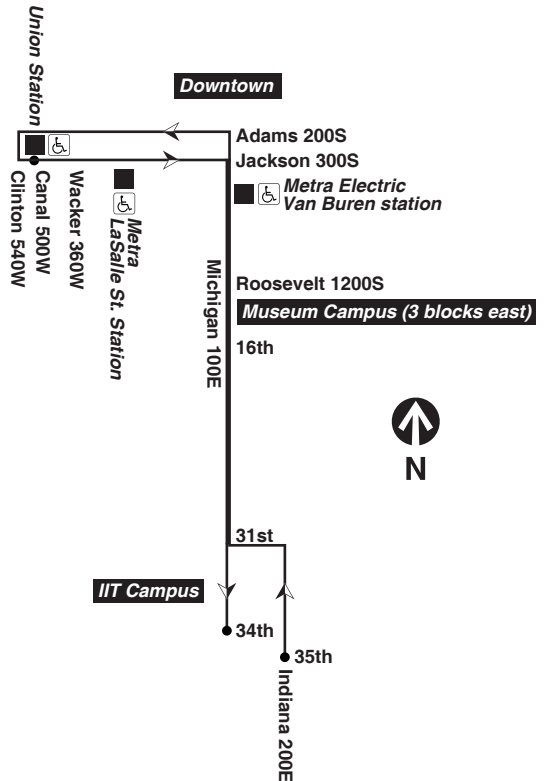 Union Station
Downtown
Adams 200S
Jackson 300S
Metra Electric
Van Buren station
Clinton 540W
Canal 500W
Wacker 360W
Metra
LaSalle St. Station
Michigan 100E
Roosevelt 1200S
Museum Campus (3 blocks east)
16th
N
31st
IIT Campus
34th
35th
Indiana 200E